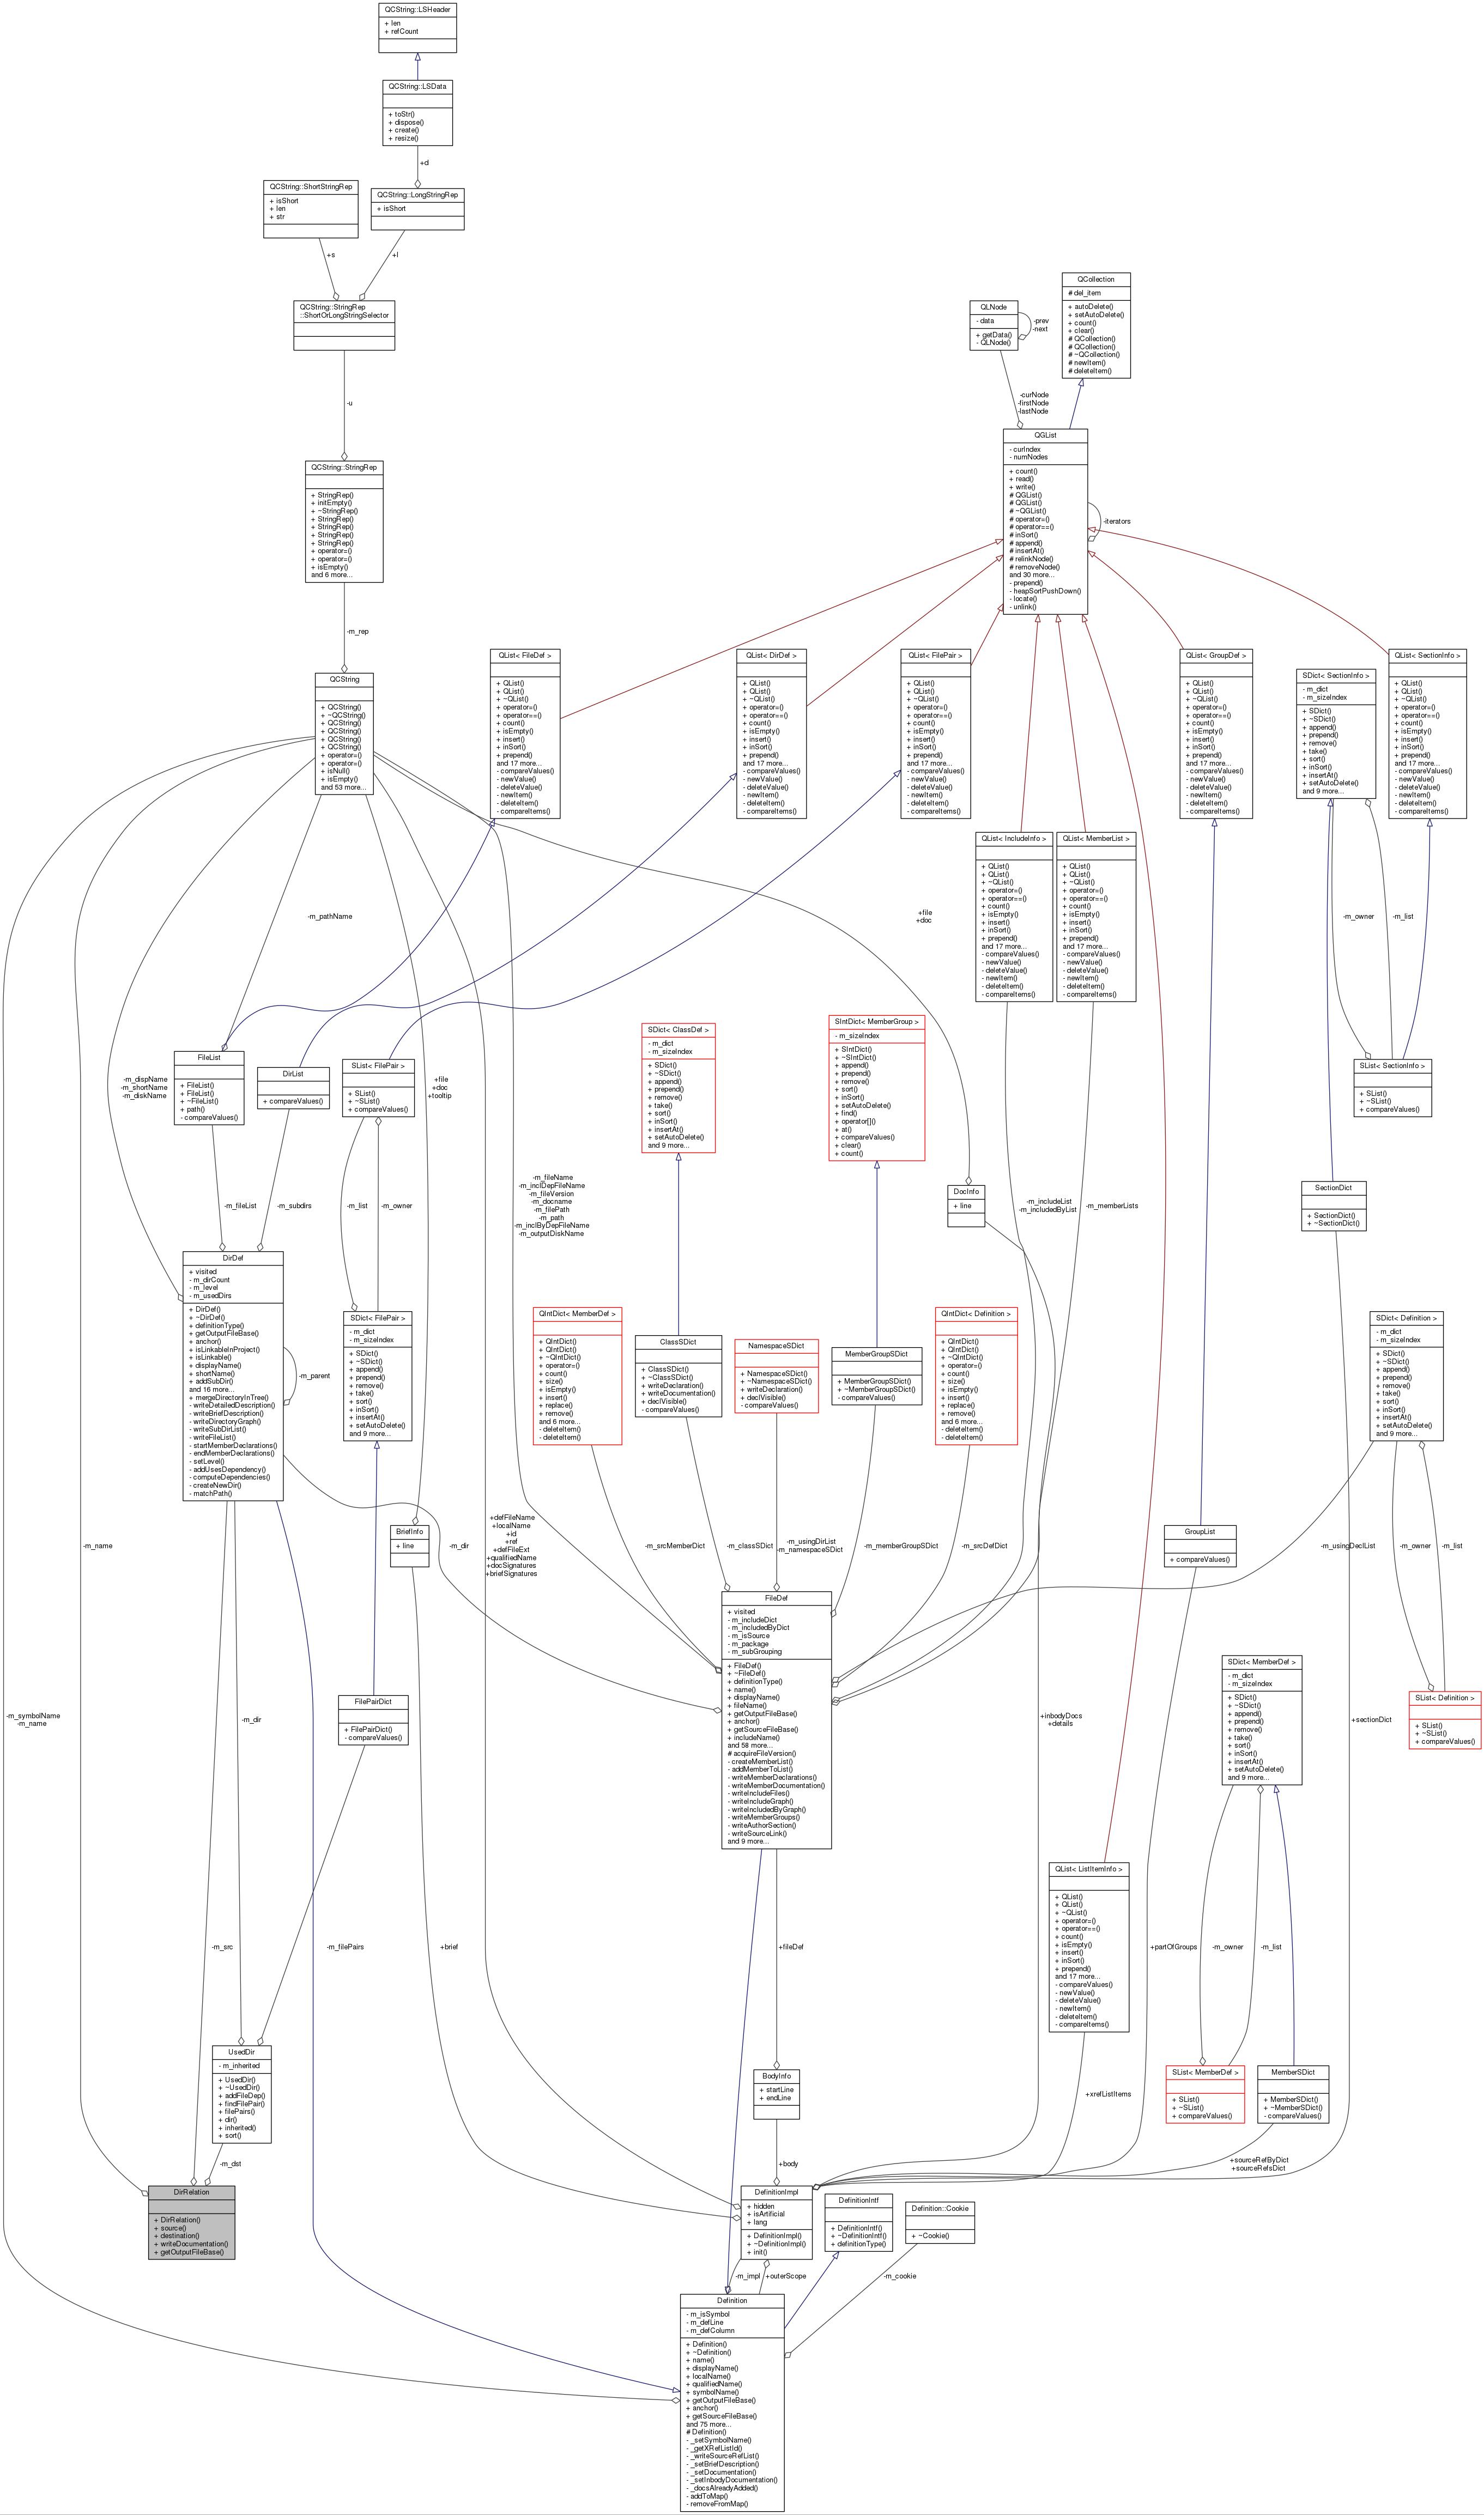 QCString::LSHeader
+ len
+ refCount
QCString::LSData
+ toStr()
+ dispose()
+ create()
+ resize()
+d
QCString::ShortStringRep
+ isShort
+ len
+ str
QCString::LongStringRep
+ isShort
+s
+l
QCString::StringRep
::ShortOrLongStringSelector
-u
QCString::StringRep
+ StringRep()
+ initEmpty()
+ ~StringRep()
+ StringRep()
+ StringRep()
+ StringRep()
+ StringRep()
+ operator=()
+ operator=()
+ isEmpty()
and 6 more...
-m_rep
QCString
+ QCString()
+ ~QCString()
+ QCString()
+ QCString()
+ QCString()
+ QCString()
+ operator=()
+ operator=()
+ isNull()
+ isEmpty()
and 53 more...
QLNode
- data
+ getData()
- QLNode()
-prev
-next
QCollection
# del_item
+ autoDelete()
+ setAutoDelete()
+ count()
+ clear()
# QCollection()
# QCollection()
# ~QCollection()
# newItem()
# deleteItem()
-curNode
-firstNode
-lastNode
QGList
- curIndex
- numNodes
+ count()
+ read()
+ write()
# QGList()
# QGList()
# ~QGList()
# operator=()
# operator==()
# inSort()
# append()
# insertAt()
# relinkNode()
# removeNode()
and 30 more...
- prepend()
- heapSortPushDown()
- locate()
- unlink()
-iterators
QList< FileDef >
+ QList()
+ QList()
+ ~QList()
+ operator=()
+ operator==()
+ count()
+ isEmpty()
+ insert()
+ inSort()
+ prepend()
and 17 more...
- compareValues()
- newValue()
- deleteValue()
- newItem()
- deleteItem()
- compareItems()
QList< DirDef >
+ QList()
+ QList()
+ ~QList()
+ operator=()
+ operator==()
+ count()
+ isEmpty()
+ insert()
+ inSort()
+ prepend()
and 17 more...
- compareValues()
- newValue()
- deleteValue()
- newItem()
- deleteItem()
- compareItems()
QList< FilePair >
+ QList()
+ QList()
+ ~QList()
+ operator=()
+ operator==()
+ count()
+ isEmpty()
+ insert()
+ inSort()
+ prepend()
and 17 more...
- compareValues()
- newValue()
- deleteValue()
- newItem()
- deleteItem()
- compareItems()
QList< GroupDef >
+ QList()
+ QList()
+ ~QList()
+ operator=()
+ operator==()
+ count()
+ isEmpty()
+ insert()
+ inSort()
+ prepend()
and 17 more...
- compareValues()
- newValue()
- deleteValue()
- newItem()
- deleteItem()
- compareItems()
SDict< SectionInfo >
- m_dict
- m_sizeIndex
+ SDict()
+ ~SDict()
+ append()
+ prepend()
+ remove()
+ take()
+ sort()
+ inSort()
+ insertAt()
+ setAutoDelete()
and 9 more...
QList< SectionInfo >
+ QList()
+ QList()
+ ~QList()
+ operator=()
+ operator==()
+ count()
+ isEmpty()
+ insert()
+ inSort()
+ prepend()
and 17 more...
- compareValues()
- newValue()
- deleteValue()
- newItem()
- deleteItem()
- compareItems()
QList< IncludeInfo >
+ QList()
+ QList()
+ ~QList()
+ operator=()
+ operator==()
+ count()
+ isEmpty()
+ insert()
+ inSort()
+ prepend()
and 17 more...
- compareValues()
- newValue()
- deleteValue()
- newItem()
- deleteItem()
- compareItems()
QList< MemberList >
+ QList()
+ QList()
+ ~QList()
+ operator=()
+ operator==()
+ count()
+ isEmpty()
+ insert()
+ inSort()
+ prepend()
and 17 more...
- compareValues()
- newValue()
- deleteValue()
- newItem()
- deleteItem()
- compareItems()
-m_pathName
+file
+doc
-m_owner
-m_list
FileList
+ FileList()
+ FileList()
+ ~FileList()
+ path()
- compareValues()
DirList
+ compareValues()
SList< FilePair >
+ SList()
+ ~SList()
+ compareValues()
SDict< ClassDef >
- m_dict
- m_sizeIndex
+ SDict()
+ ~SDict()
+ append()
+ prepend()
+ remove()
+ take()
+ sort()
+ inSort()
+ insertAt()
+ setAutoDelete()
and 9 more...
SIntDict< MemberGroup >
- m_sizeIndex
+ SIntDict()
+ ~SIntDict()
+ append()
+ prepend()
+ remove()
+ sort()
+ inSort()
+ setAutoDelete()
+ find()
+ operator[]()
+ at()
+ compareValues()
+ clear()
+ count()
SList< SectionInfo >
+ SList()
+ ~SList()
+ compareValues()
-m_dispName
-m_shortName
-m_diskName
+file
+doc
+tooltip
-m_fileName
-m_inclDepFileName
-m_fileVersion
-m_docname
-m_filePath
-m_path
-m_inclByDepFileName
-m_outputDiskName
-m_fileList
-m_subdirs
-m_list
-m_owner
DocInfo
+ line
-m_includeList
-m_includedByList
-m_memberLists
SectionDict
+ SectionDict()
+ ~SectionDict()
DirDef
+ visited
- m_dirCount
- m_level
- m_usedDirs
+ DirDef()
+ ~DirDef()
+ definitionType()
+ getOutputFileBase()
+ anchor()
+ isLinkableInProject()
+ isLinkable()
+ displayName()
+ shortName()
+ addSubDir()
and 16 more...
+ mergeDirectoryInTree()
- writeDetailedDescription()
- writeBriefDescription()
- writeDirectoryGraph()
- writeSubDirList()
- writeFileList()
- startMemberDeclarations()
- endMemberDeclarations()
- setLevel()
- addUsesDependency()
- computeDependencies()
- createNewDir()
- matchPath()
-m_parent
SDict< FilePair >
- m_dict
- m_sizeIndex
+ SDict()
+ ~SDict()
+ append()
+ prepend()
+ remove()
+ take()
+ sort()
+ inSort()
+ insertAt()
+ setAutoDelete()
and 9 more...
QIntDict< MemberDef >
+ QIntDict()
+ QIntDict()
+ ~QIntDict()
+ operator=()
+ count()
+ size()
+ isEmpty()
+ insert()
+ replace()
+ remove()
and 6 more...
- deleteItem()
- deleteItem()
ClassSDict
+ ClassSDict()
+ ~ClassSDict()
+ writeDeclaration()
+ writeDocumentation()
+ declVisible()
- compareValues()
NamespaceSDict
+ NamespaceSDict()
+ ~NamespaceSDict()
+ writeDeclaration()
+ declVisible()
- compareValues()
MemberGroupSDict
+ MemberGroupSDict()
+ ~MemberGroupSDict()
- compareValues()
QIntDict< Definition >
+ QIntDict()
+ QIntDict()
+ ~QIntDict()
+ operator=()
+ count()
+ size()
+ isEmpty()
+ insert()
+ replace()
+ remove()
and 6 more...
- deleteItem()
- deleteItem()
SDict< Definition >
- m_dict
- m_sizeIndex
+ SDict()
+ ~SDict()
+ append()
+ prepend()
+ remove()
+ take()
+ sort()
+ inSort()
+ insertAt()
+ setAutoDelete()
and 9 more...
-m_name
BriefInfo
+ line
-m_dir
+defFileName
+localName
+id
+ref
+defFileExt
+qualifiedName
+docSignatures
+briefSignatures
-m_srcMemberDict
-m_classSDict
-m_usingDirList
-m_namespaceSDict
-m_memberGroupSDict
-m_srcDefDict
GroupList
+ compareValues()
-m_usingDeclList
-m_owner
-m_list
FileDef
+ visited
- m_includeDict
- m_includedByDict
- m_isSource
- m_package
- m_subGrouping
+ FileDef()
+ ~FileDef()
+ definitionType()
+ name()
+ displayName()
+ fileName()
+ getOutputFileBase()
+ anchor()
+ getSourceFileBase()
+ includeName()
and 58 more...
# acquireFileVersion()
- createMemberList()
- addMemberToList()
- writeMemberDeclarations()
- writeMemberDocumentation()
- writeIncludeFiles()
- writeIncludeGraph()
- writeIncludedByGraph()
- writeMemberGroups()
- writeAuthorSection()
- writeSourceLink()
and 9 more...
SDict< MemberDef >
- m_dict
- m_sizeIndex
+ SDict()
+ ~SDict()
+ append()
+ prepend()
+ remove()
+ take()
+ sort()
+ inSort()
+ insertAt()
+ setAutoDelete()
and 9 more...
SList< Definition >
+ SList()
+ ~SList()
+ compareValues()
-m_symbolName
-m_name
-m_dir
FilePairDict
+ FilePairDict()
- compareValues()
+inbodyDocs
+details
+sectionDict
QList< ListItemInfo >
+ QList()
+ QList()
+ ~QList()
+ operator=()
+ operator==()
+ count()
+ isEmpty()
+ insert()
+ inSort()
+ prepend()
and 17 more...
- compareValues()
- newValue()
- deleteValue()
- newItem()
- deleteItem()
- compareItems()
-m_src
-m_filePairs
+brief
+fileDef
+partOfGroups
-m_owner
-m_list
UsedDir
- m_inherited
+ UsedDir()
+ ~UsedDir()
+ addFileDep()
+ findFilePair()
+ filePairs()
+ dir()
+ inherited()
+ sort()
BodyInfo
+ startLine
+ endLine
+xrefListItems
SList< MemberDef >
+ SList()
+ ~SList()
+ compareValues()
MemberSDict
+ MemberSDict()
+ ~MemberSDict()
- compareValues()
-m_dst
+body
+sourceRefByDict
+sourceRefsDict
DirRelation
+ DirRelation()
+ source()
+ destination()
+ writeDocumentation()
+ getOutputFileBase()
DefinitionImpl
+ hidden
+ isArtificial
+ lang
+ DefinitionImpl()
+ ~DefinitionImpl()
+ init()
DefinitionIntf
+ DefinitionIntf()
+ ~DefinitionIntf()
+ definitionType()
Definition::Cookie
+ ~Cookie()
-m_impl
+outerScope
-m_cookie
Definition
- m_isSymbol
- m_defLine
- m_defColumn
+ Definition()
+ ~Definition()
+ name()
+ displayName()
+ localName()
+ qualifiedName()
+ symbolName()
+ getOutputFileBase()
+ anchor()
+ getSourceFileBase()
and 75 more...
# Definition()
- _setSymbolName()
- _getXRefListId()
- _writeSourceRefList()
- _setBriefDescription()
- _setDocumentation()
- _setInbodyDocumentation()
- _docsAlreadyAdded()
- addToMap()
- removeFromMap()